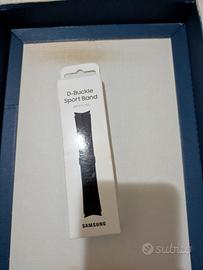 D-Buckle
Sport Band
SAMSUNG
subito